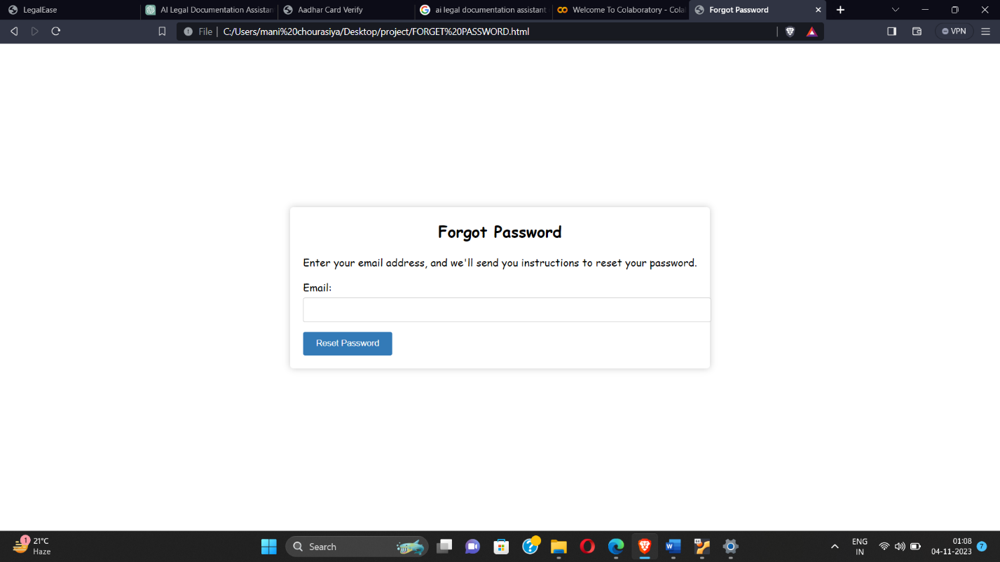 LegalEase
AI Legal Documentation Assistan
Aadhar Card Verify
ai legal documentation assistant
Welcome To Colaboratory - Cola
Forgot Password
File
C:/Users/mani%20chourasiya/Desktop/project/FORGET%20PASSWORD.html
VPN
Forgot Password
Enter your email address, and we'll send you instructions to reset your password.
Email:
Reset Password
1
21°C
Haze
Search
ENG
IN
01:08
04-11-2023
7